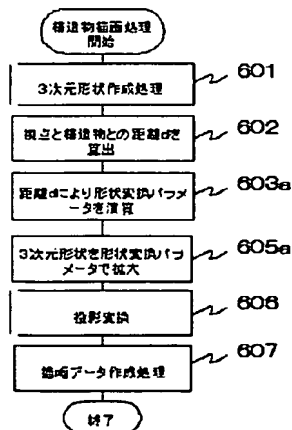 構造物描画処理
開始
3次元形状作成処理
601
視点と構造物との距離dを
算出
602
距離dにより形状変換パラメ
ータを演算
603a
3次元形状を形状変換パラ
メータで拡大
605a
投影変換
606
描画データ作成処理
607
終了